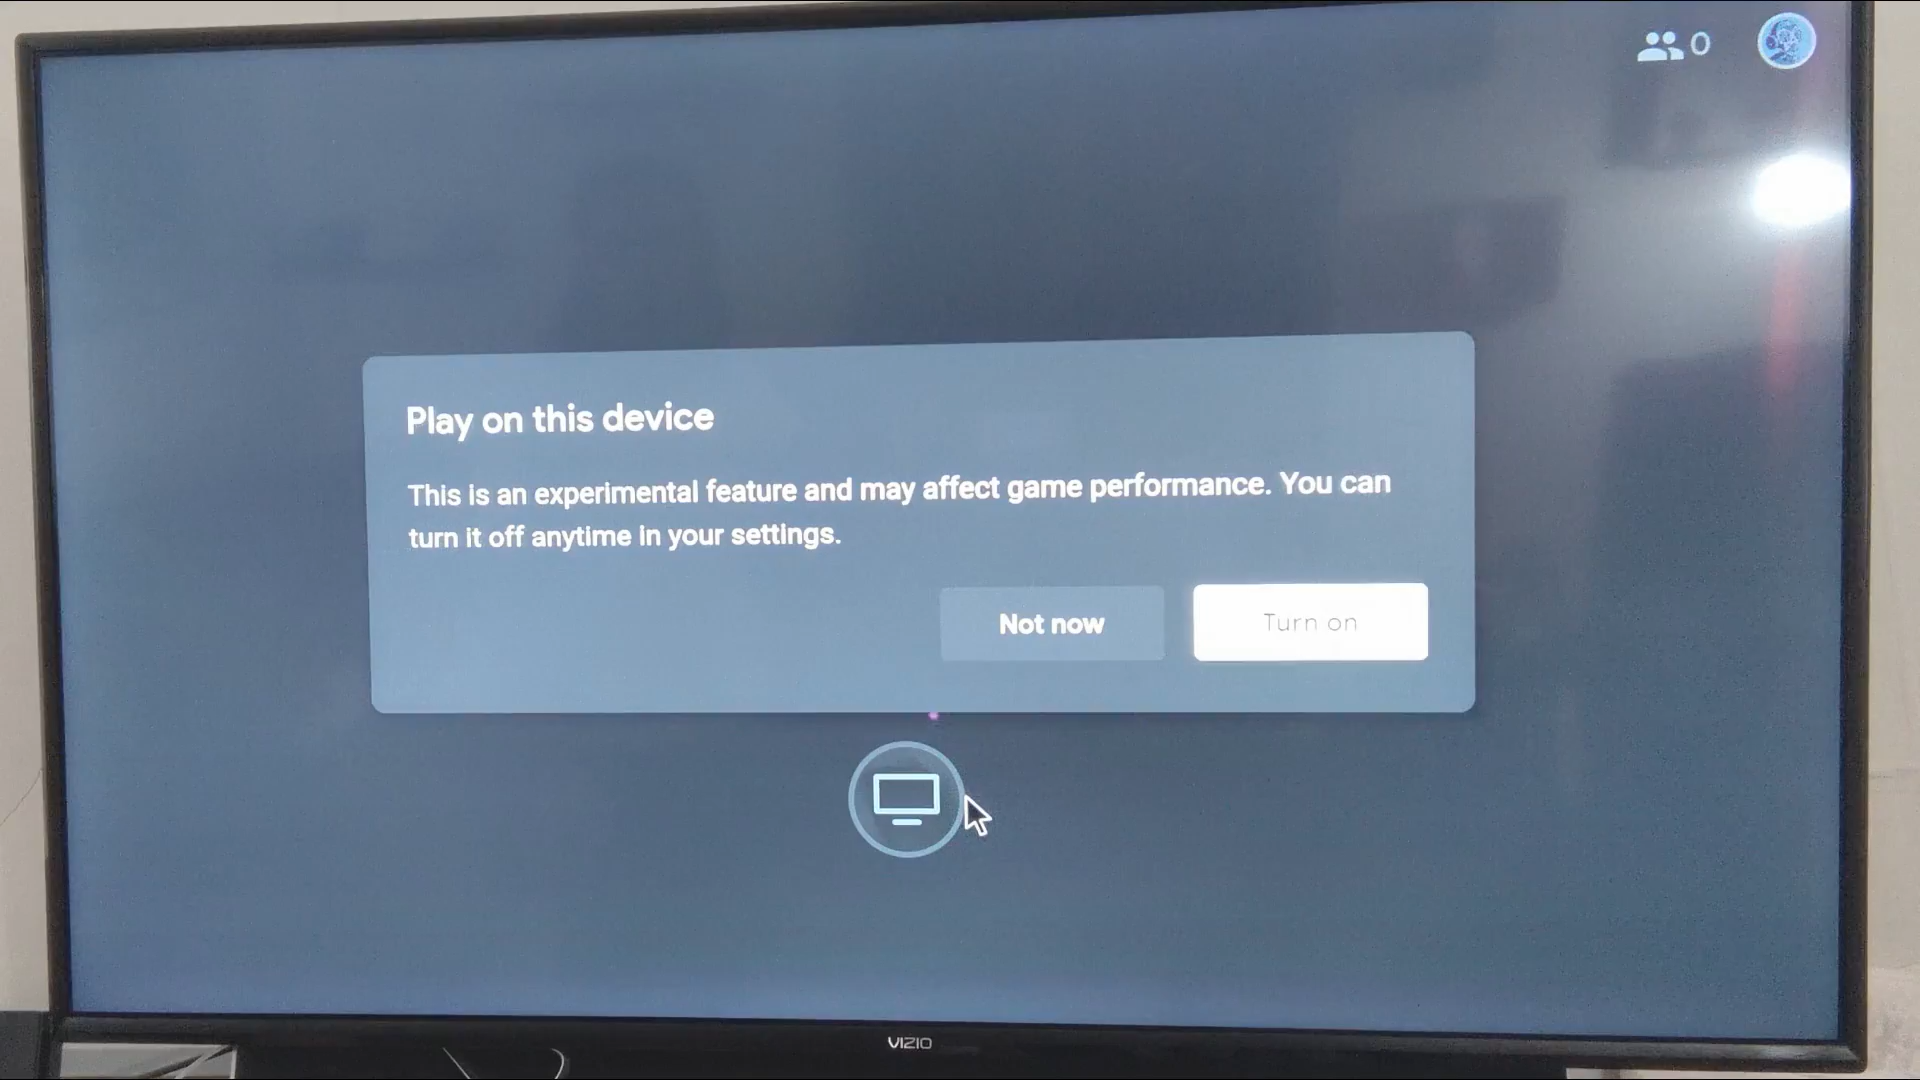 0
Play on this device
This is an experimental feature and may affect game performance. You can
turn it off anytime in your settings.
Not now
Turn on
VIZIO